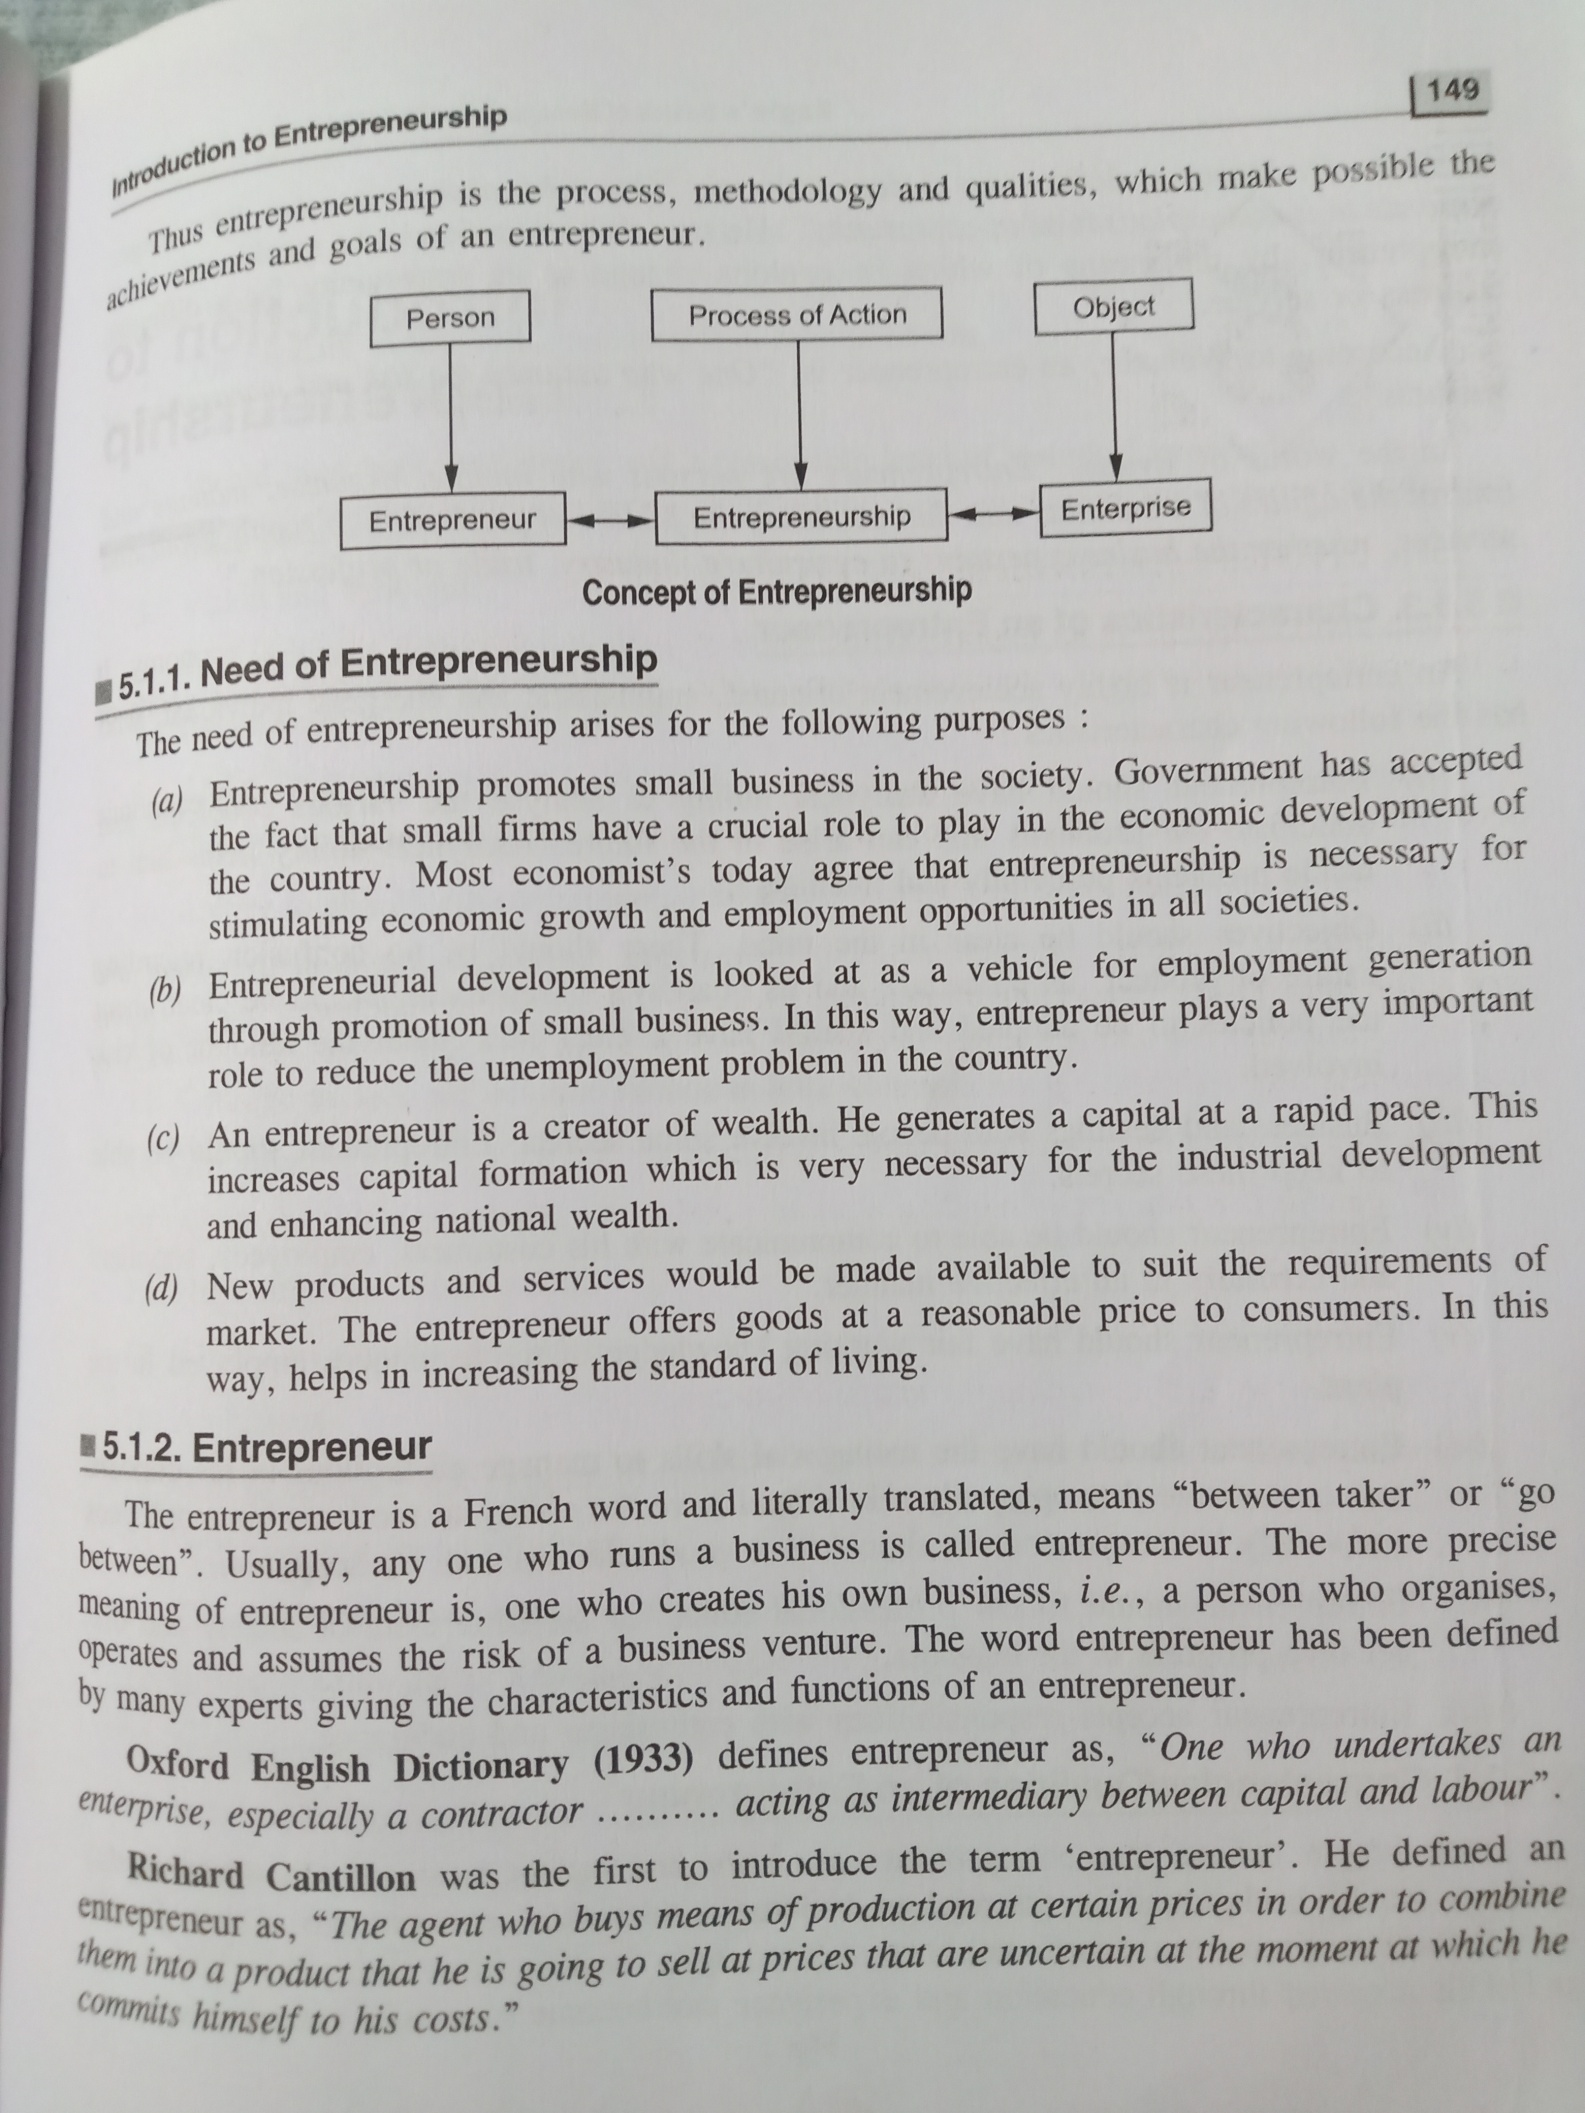 Introduction to Entrepreneurship
149
Thus entrepreneurship is the process, methodology and qualities, which make possible the
achievements and goals of an entrepreneur.
Person
Process of Action
Object
Entrepreneur
Entrepreneurship
Enterprise
Concept of Entrepreneurship
5.1.1. Need of Entrepreneurship
The need of entrepreneurship arises for the following purposes :
(a) Entrepreneurship promotes small business in the society. Government has accepted
the fact that small firms have a crucial role to play in the economic development of
the country. Most economist's today agree that entrepreneurship is necessary for
stimulating economic growth and employment opportunities in all societies.
(b) Entrepreneurial development is looked at as a vehicle for employment generation
through promotion of small business. In this way, entrepreneur plays a very important
role to reduce the unemployment problem in the country.
(c) An entrepreneur is a creator of wealth. He generates a capital at a rapid pace. This
increases capital formation which is very necessary for the industrial development
and enhancing national wealth.
(d) New products and services would be made available to suit the requirements of
market. The entrepreneur offers goods at a reasonable price to consumers. In this
way, helps in increasing the standard of living.
5.1.2. Entrepreneur
The entrepreneur is a French word and literally translated, means “between taker” or “go
between”. Usually, any one who runs a business is called entrepreneur. The more precise
meaning of entrepreneur is, one who creates his own business, i.e., a person who organises,
operates and assumes the risk of a business venture. The word entrepreneur has been defined
by many experts giving the characteristics and functions of an entrepreneur.
Oxford English Dictionary (1933) defines entrepreneur as, “One who undertakes an
enterprise, especially a contractor .......... acting as intermediary between capital and labour”.
Richard Cantillon was the first to introduce the term ‘entrepreneur’. He defined an
entrepreneur as, “The agent who buys means of production at certain prices in order to combine
them into a product that he is going to sell at prices that are uncertain at the moment at which he
commits himself to his costs.”